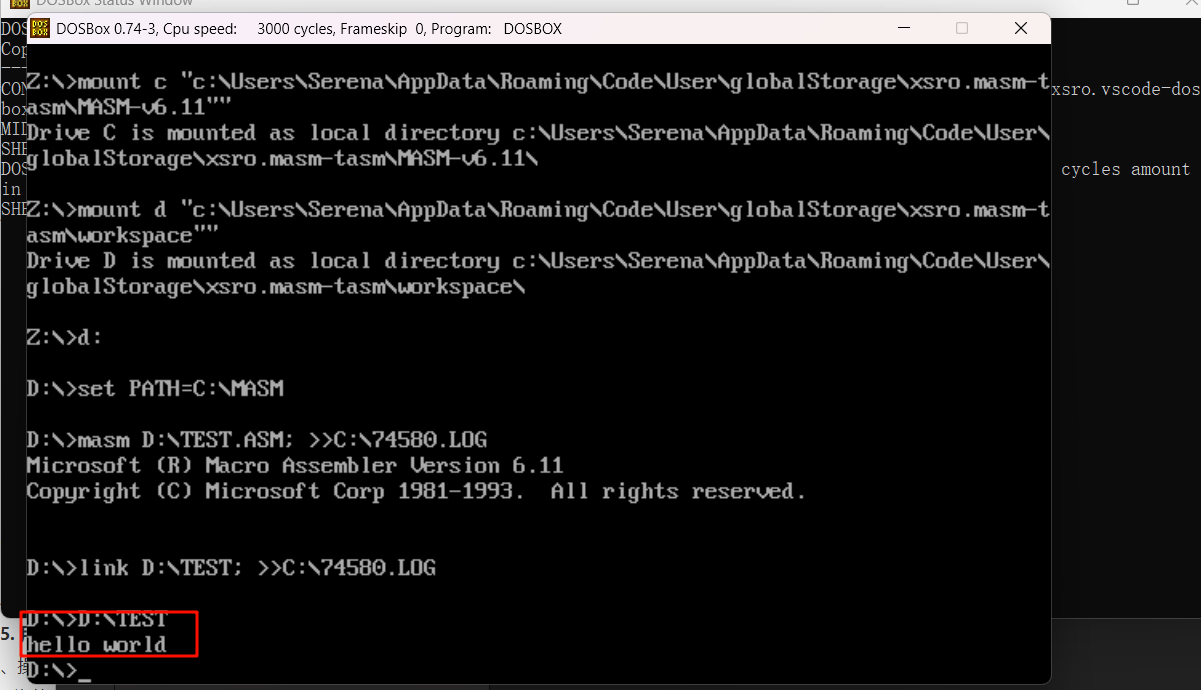 DOSBox Status Window
DOSBox 0.74-3, Cpu speed:    3000 cycles, Frameskip  0, Program:   DOSBOX
Z:\>mount c "c:\Users\Serena\AppData\Roaming\Code\User\globalStorage\xsro.masm-t
asm\MASM-v6.11""
Drive C is mounted as local directory c:\Users\Serena\AppData\Roaming\Code\User\
globalStorage\xsro.masm-tasm\MASM-v6.11\
Z:\>mount d "c:\Users\Serena\AppData\Roaming\Code\User\globalStorage\xsro.masm-t
asm\workspace""
Drive D is mounted as local directory c:\Users\Serena\AppData\Roaming\Code\User\
globalStorage\xsro.masm-tasm\workspace\
Z:\>d:
D:\>set PATH=C:\MASM
D:\>masm D:\TEST.ASM; >>C:\74580.LOG
Microsoft (R) Macro Assembler Version 6.11
Copyright (C) Microsoft Corp 1981-1993.  All rights reserved.
D:\>link D:\TEST; >>C:\74580.LOG
D:\>D:\TEST
hello world
D:\>_
DOS
Cop
---
CON
xsro.vscode-dos
box
MID
SHE
DOS
cycles amount
in
SHE
5.